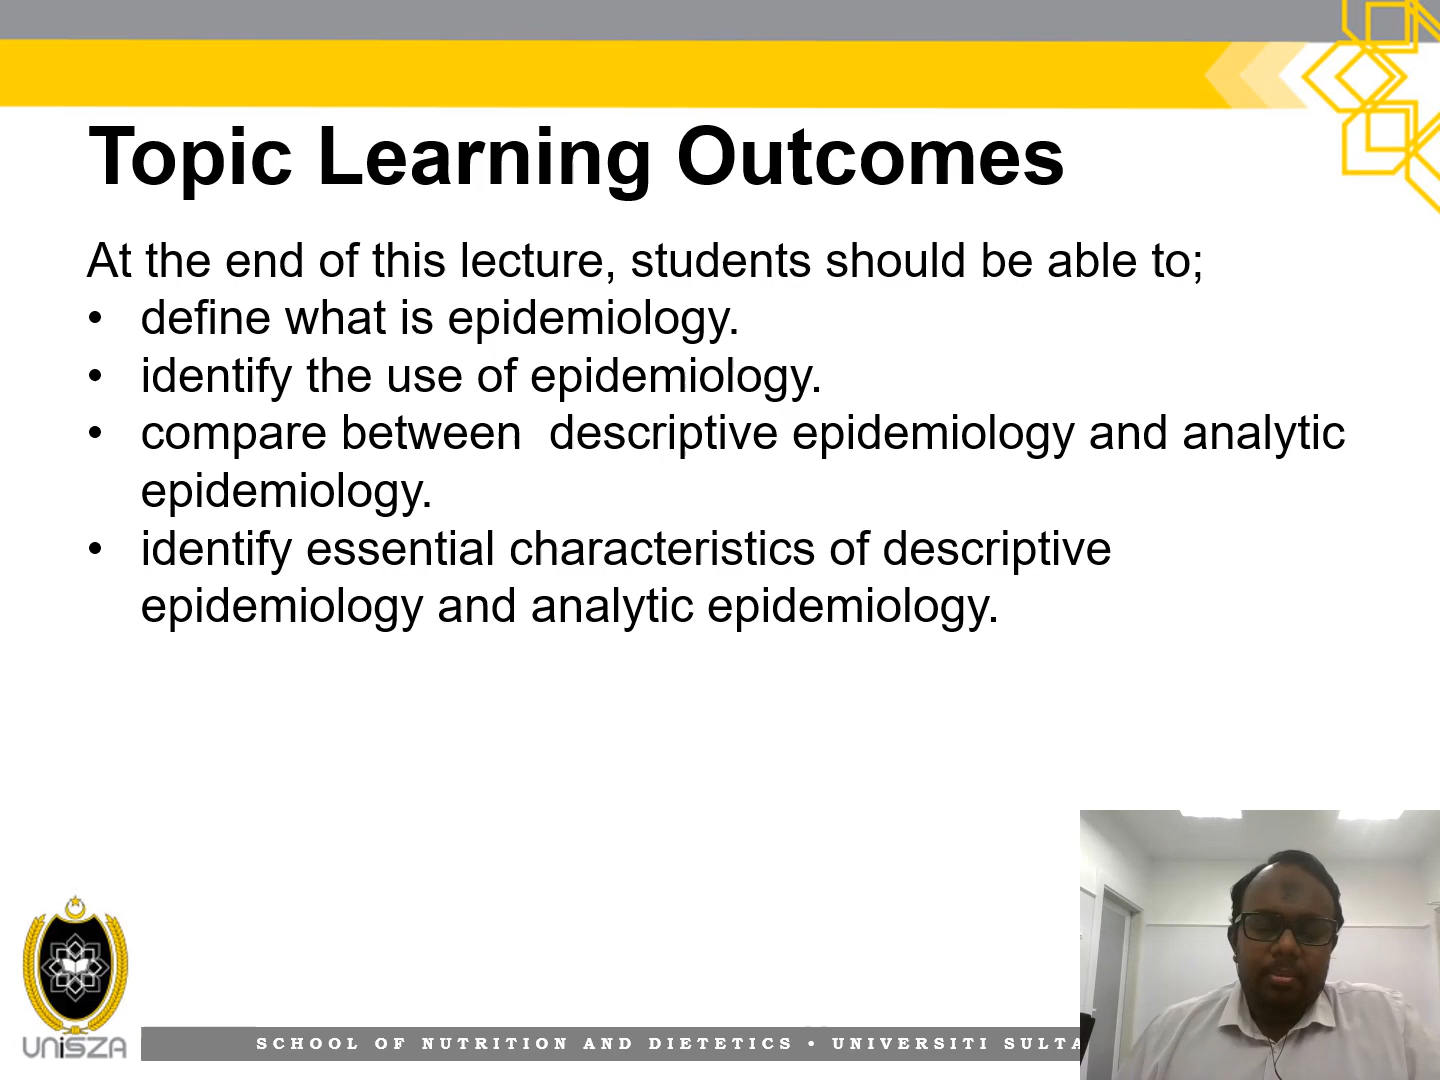 Topic Learning Outcomes
At the end of this lecture, students should be able to;
• define what is epidemiology.
• identify the use of epidemiology.
• compare between  descriptive epidemiology and analytic
epidemiology.
• identify essential characteristics of descriptive
epidemiology and analytic epidemiology.
UNISZA
SCHOOL OF NUTRITION AND DIETETICS • UNIVERSITI SULTA